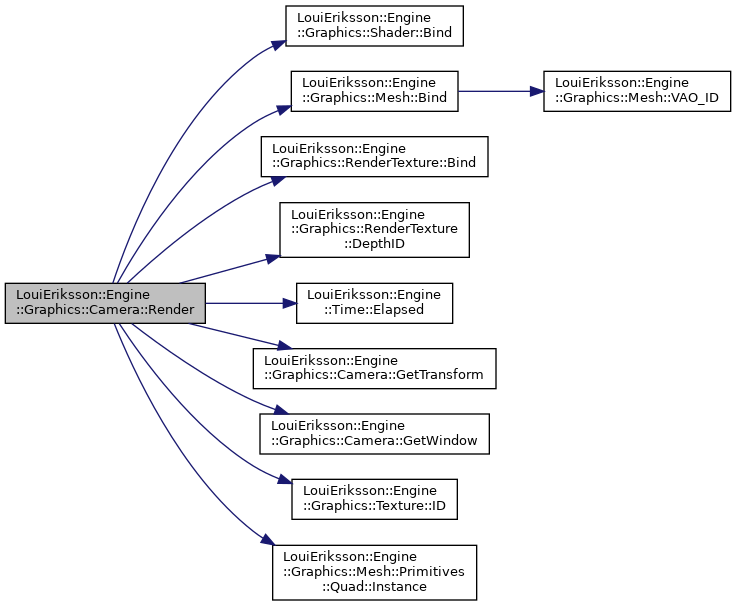 LouiEriksson::Engine
::Graphics::Shader::Bind
LouiEriksson::Engine
::Graphics::Mesh::Bind
LouiEriksson::Engine
::Graphics::Mesh::VAO_ID
LouiEriksson::Engine
::Graphics::RenderTexture::Bind
LouiEriksson::Engine
::Graphics::RenderTexture
::DepthID
LouiEriksson::Engine
::Graphics::Camera::Render
LouiEriksson::Engine
::Time::Elapsed
LouiEriksson::Engine
::Graphics::Camera::GetTransform
LouiEriksson::Engine
::Graphics::Camera::GetWindow
LouiEriksson::Engine
::Graphics::Texture::ID
LouiEriksson::Engine
::Graphics::Mesh::Primitives
::Quad::Instance